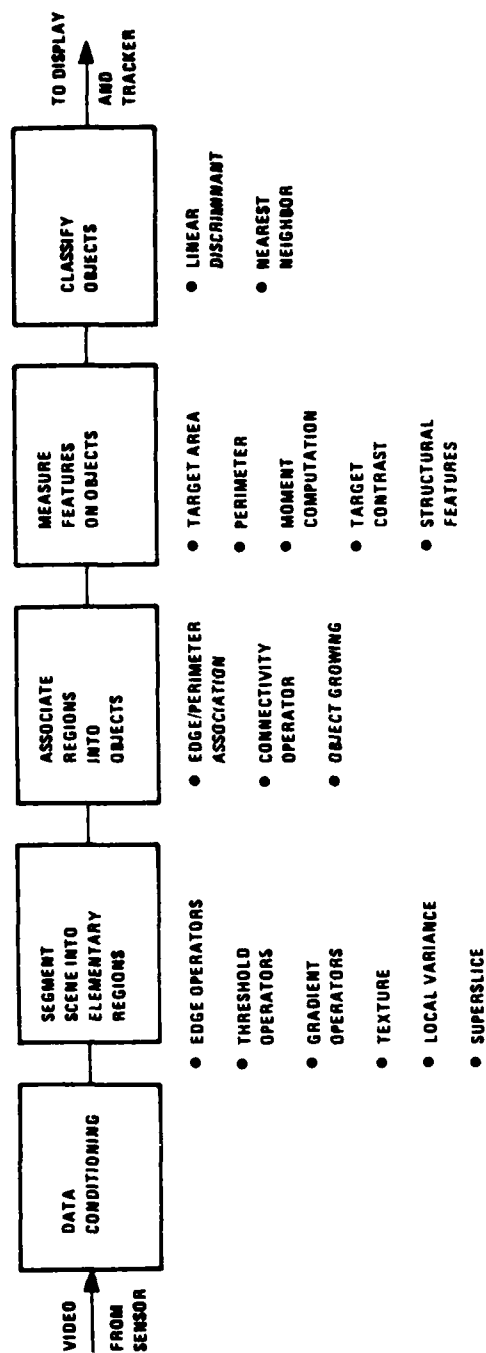 VIDEO
FROM
SENSOR
DATA
CONDITIONING
SEGMENT
SCENE INTO
ELEMENTARY
REGIONS
● EDGE OPERATORS
● THRESHOLD
OPERATORS
● GRADIENT
OPERATORS
● TEXTURE
● LOCAL VARIANCE
● SUPERSLICE
ASSOCIATE
REGIONS
INTO
OBJECTS
● EDGE/PERIMETER
ASSOCIATION
● CONNECTIVITY
OPERATOR
● OBJECT GROWING
MEASURE
FEATURES
ON OBJECTS
● TARGET AREA
● PERIMETER
● MOMENT
COMPUTATION
● TARGET
CONTRAST
● STRUCTURAL
FEATURES
CLASSIFY
OBJECTS
● LINEAR
DISCRIMINANT
● NEAREST
NEIGHBOR
TO DISPLAY
AND
TRACKER